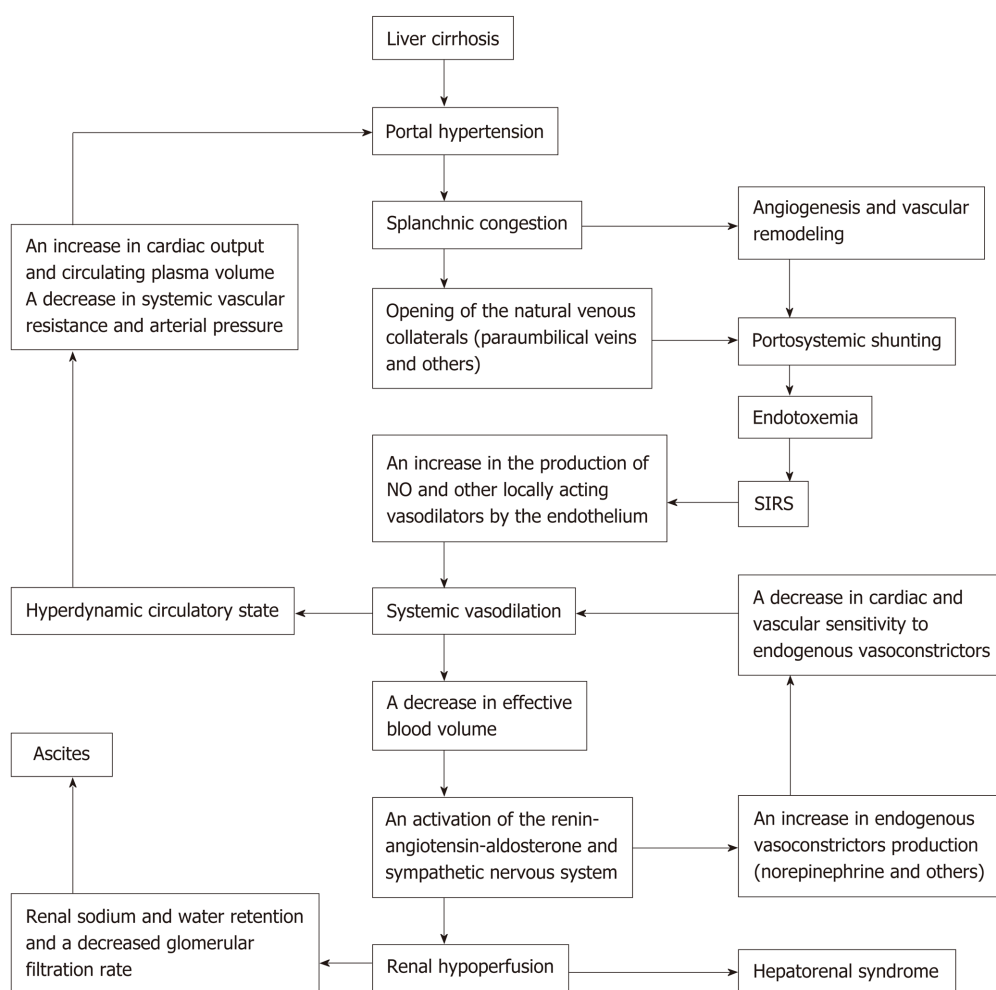 Liver cirrhosis
Portal hypertension
Splanchnic congestion
Angiogenesis and vascular
remodeling
An increase in cardiac output
and circulating plasma volume
A decrease in systemic vascular
resistance and arterial pressure
Opening of the natural venous
collaterals (paraumbilical veins
and others)
Portosystemic shunting
Endotoxemia
An increase in the production of
NO and other locally acting
vasodilators by the endothelium
SIRS
Hyperdynamic circulatory state
Systemic vasodilation
A decrease in cardiac and
vascular sensitivity to
endogenous vasoconstrictors
A decrease in effective
blood volume
Ascites
An activation of the renin-
angiotensin-aldosterone and
sympathetic nervous system
An increase in endogenous
vasoconstrictors production
(norepinephrine and others)
Renal sodium and water retention
and a decreased glomerular
filtration rate
Renal hypoperfusion
Hepatorenal syndrome